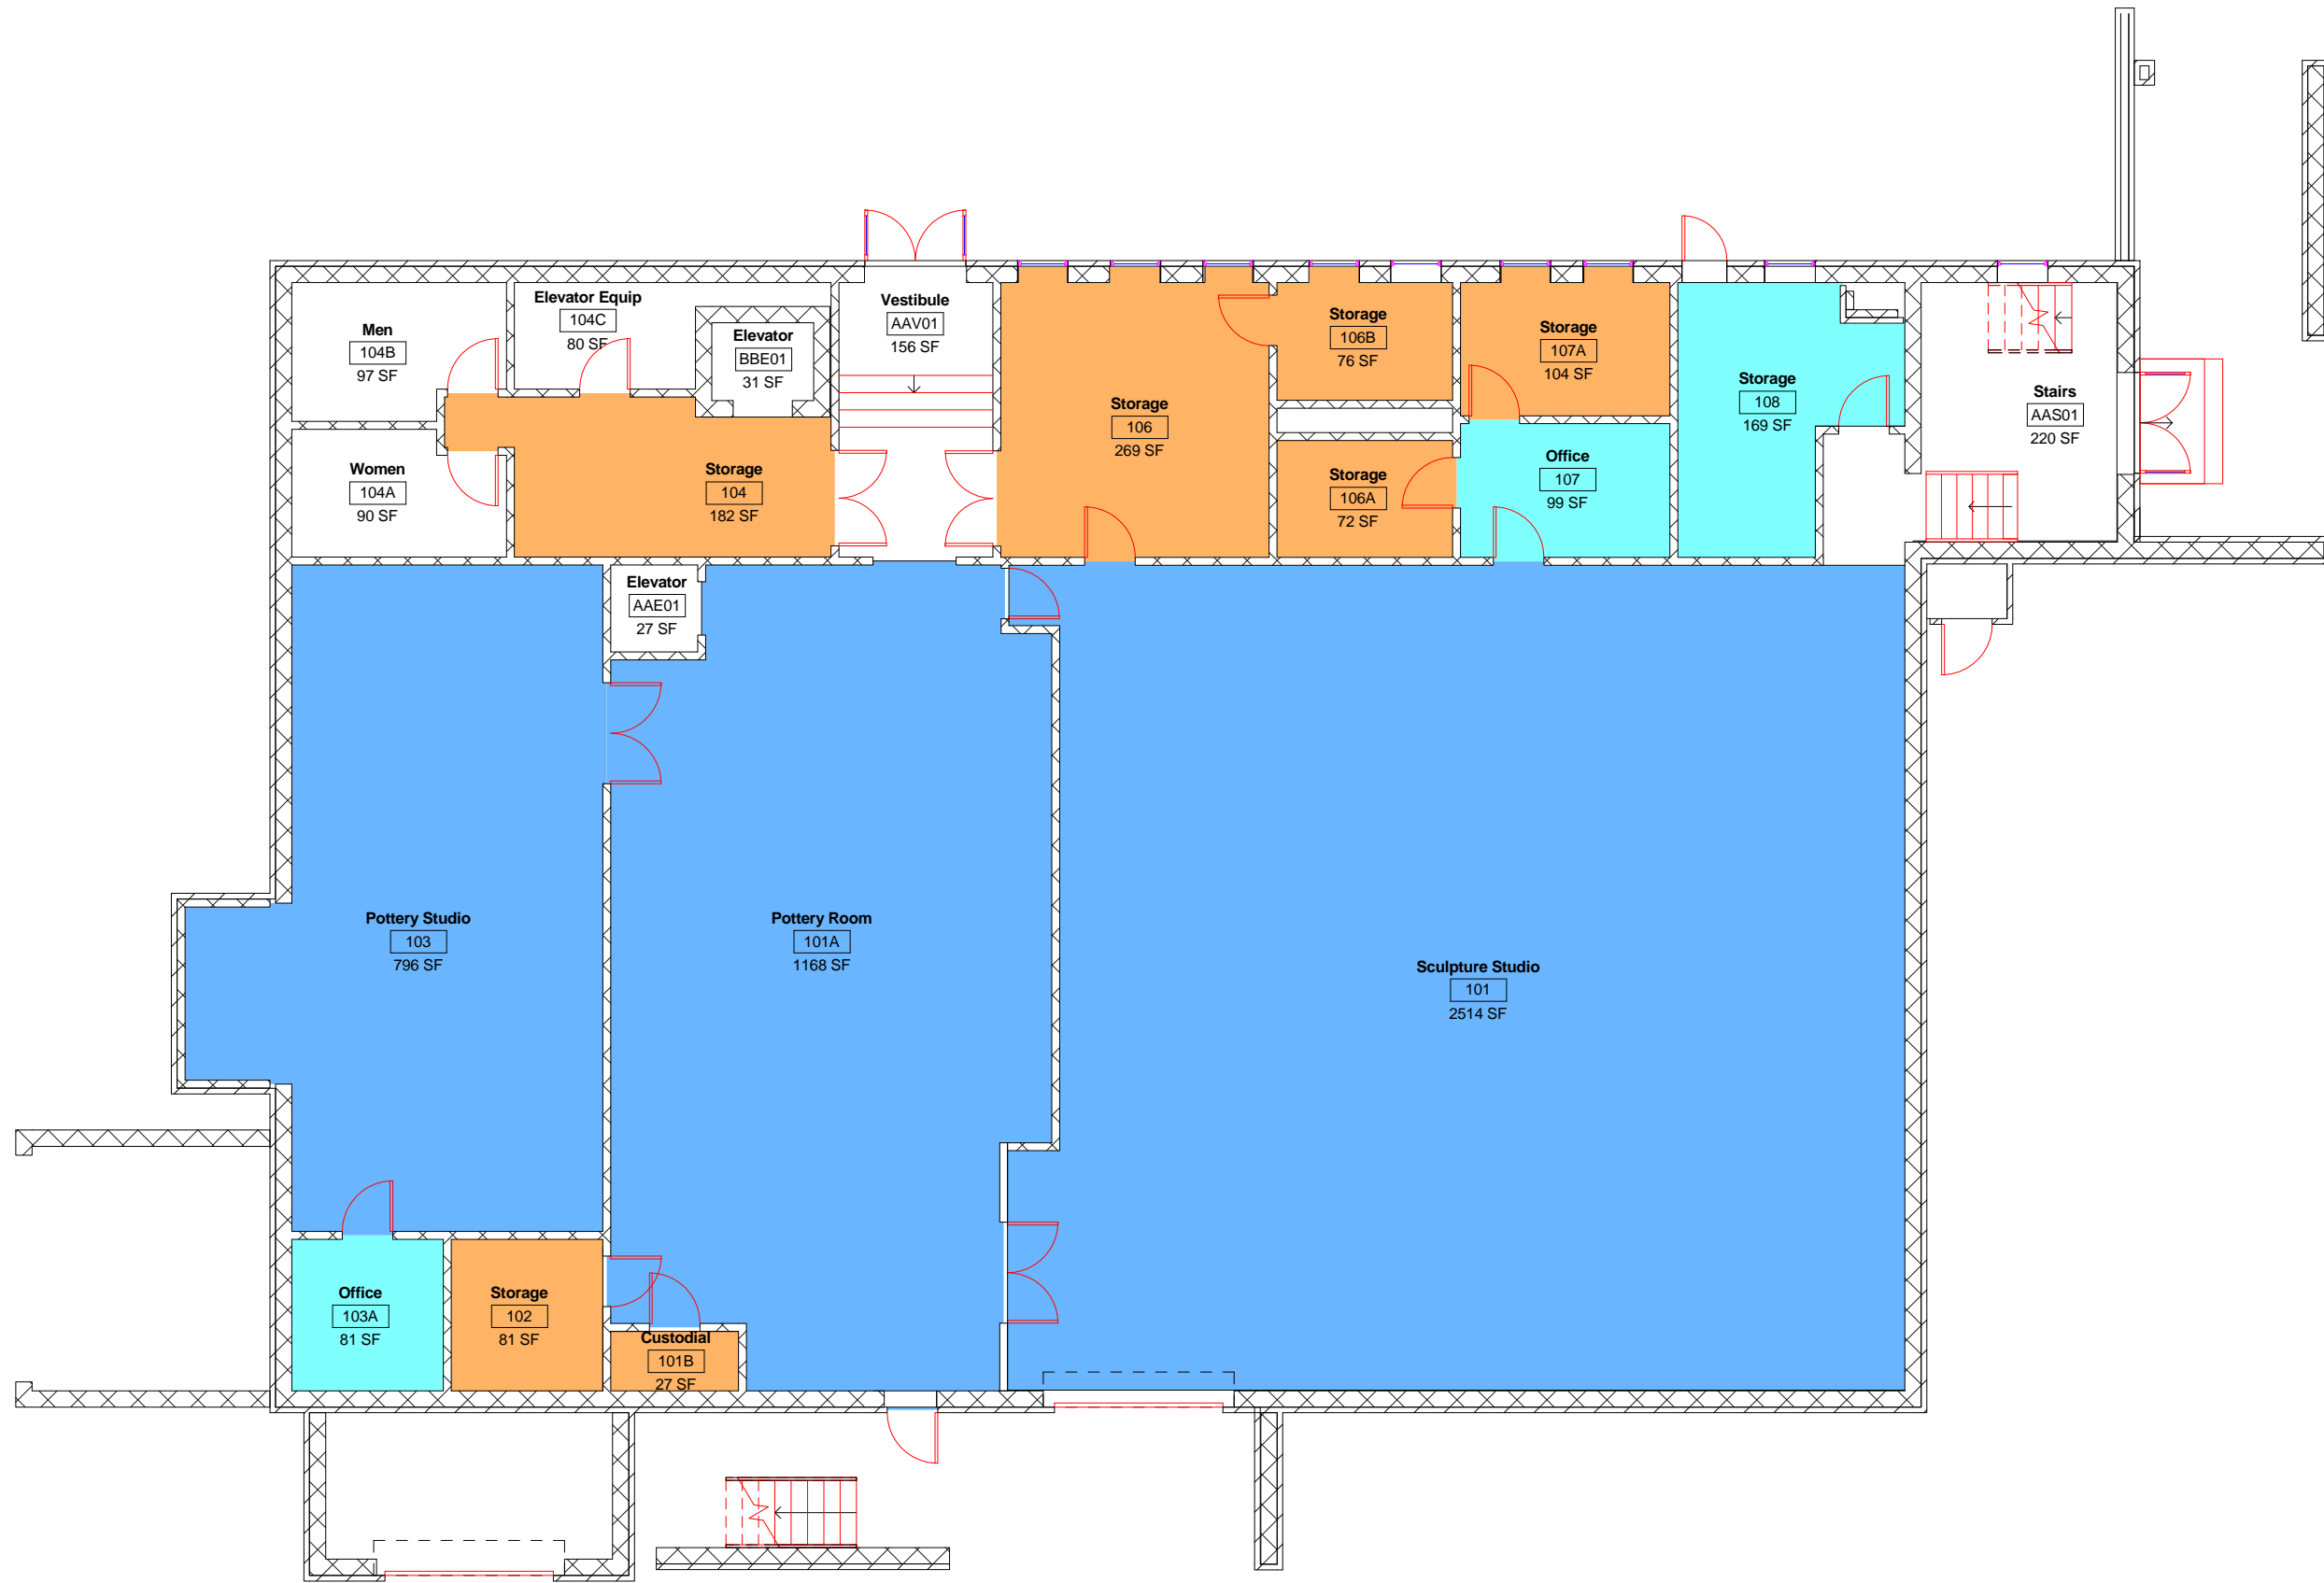 Men
104B
97 SF
Elevator Equip
104C
80 SF
Elevator
BBE01
31 SF
Vestibule
AAV01
156 SF
Storage
106
269 SF
Storage
106B
76 SF
Storage
107A
104 SF
Storage
108
169 SF
Stairs
AAS01
220 SF
Women
104A
90 SF
Storage
104
182 SF
Storage
106A
72 SF
Office
107
99 SF
Elevator
AAE01
27 SF
Pottery Studio
103
796 SF
Pottery Room
101A
1168 SF
Sculpture Studio
101
2514 SF
Office
103A
81 SF
Storage
102
81 SF
Custodial
101B
27 SF